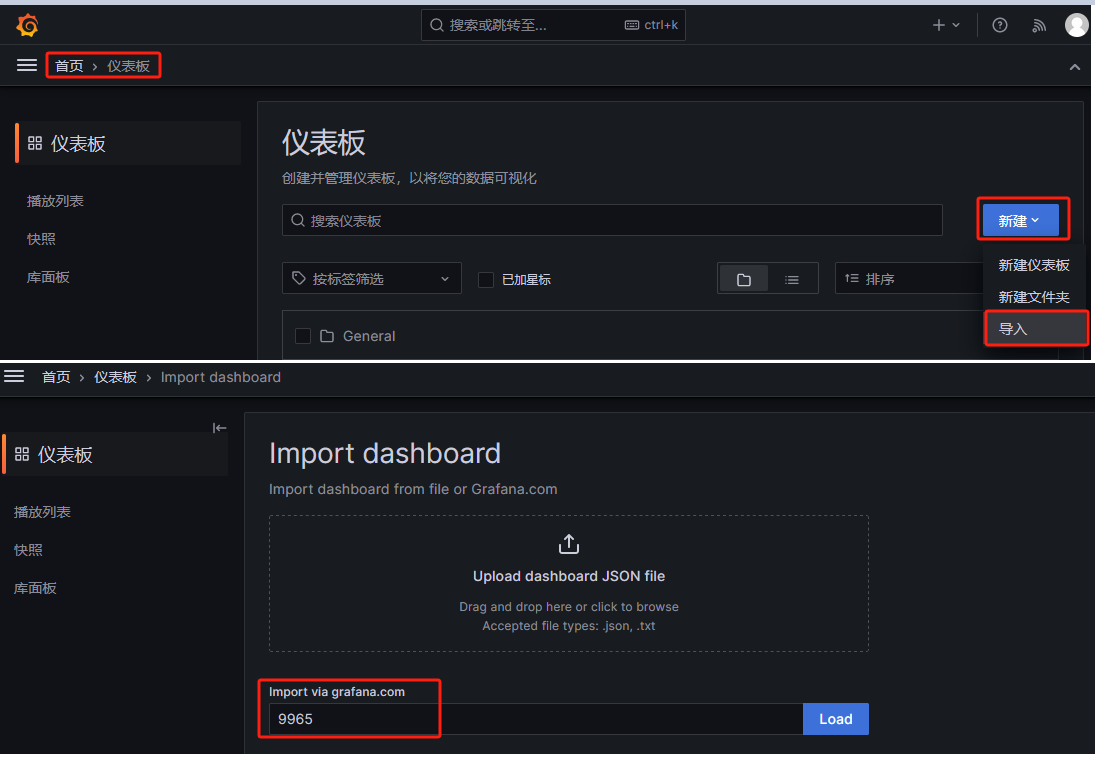 搜索或跳转至... ctrl+k
首页 › 仪表板
仪表板
播放列表
快照
库面板
仪表板
创建并管理仪表板，以将您的数据可视化
搜索仪表板
新建
新建仪表板
新建文件夹
导入
按标签筛选
已加星标
排序
General
首页 › 仪表板 › Import dashboard
仪表板
播放列表
快照
库面板
Import dashboard
Import dashboard from file or Grafana.com
Upload dashboard JSON file
Drag and drop here or click to browse
Accepted file types: .json, .txt
Import via grafana.com
9965
Load